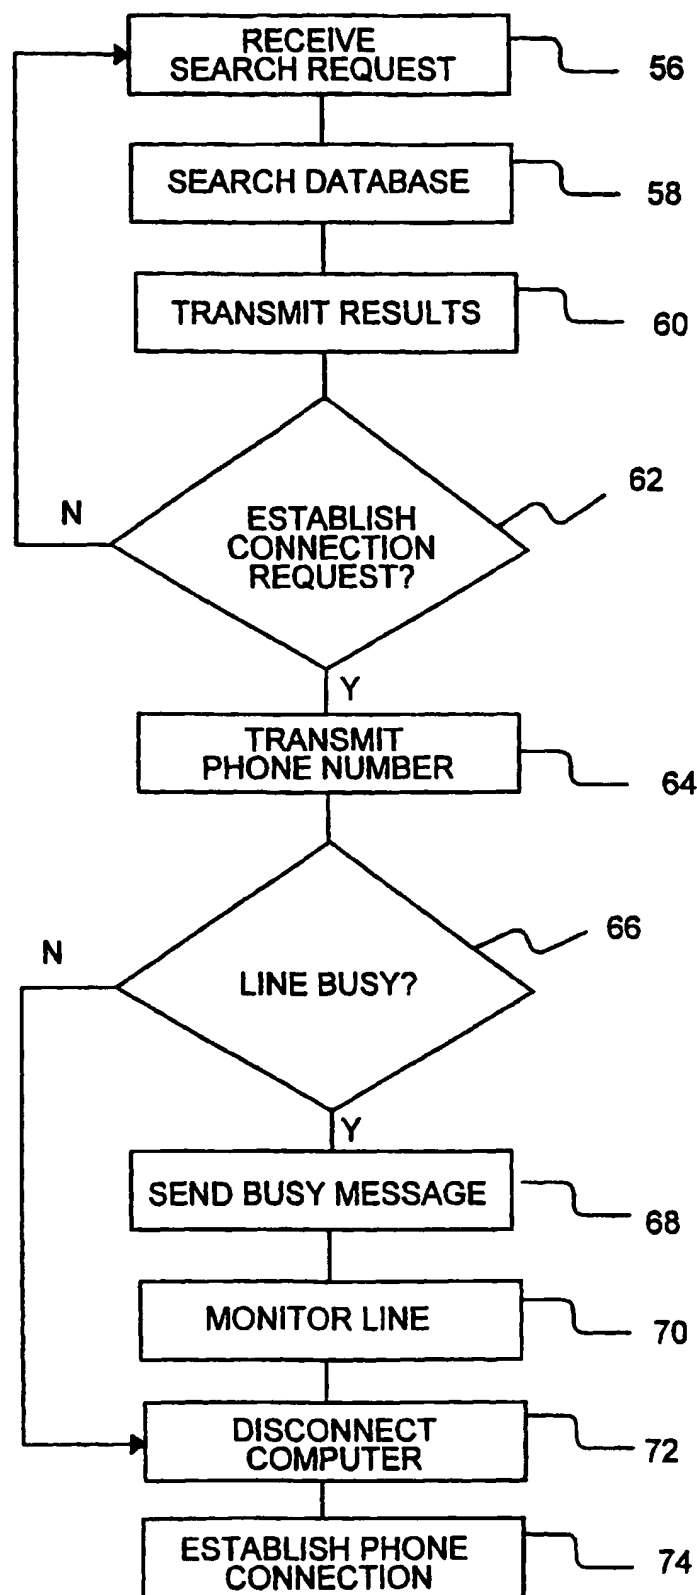 RECEIVE
SEARCH REQUEST
56
SEARCH DATABASE
58
TRANSMIT RESULTS
60
62
N
ESTABLISH
CONNECTION
REQUEST?
Y
TRANSMIT
PHONE NUMBER
64
66
N
LINE BUSY?
Y
SEND BUSY MESSAGE
68
MONITOR LINE
70
DISCONNECT
COMPUTER
72
ESTABLISH PHONE
CONNECTION
74